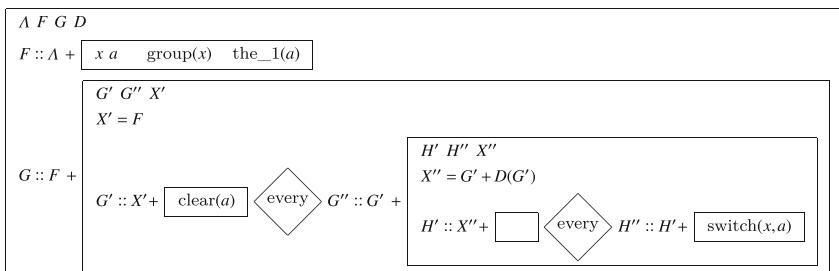 Λ F G D
F :: Λ + x a group(x) the_1(a)
G′ G″ X′
X′ = F
H′ H″ X″
X″ = G′ + D(G′)
G :: F +
G′ :: X′+ clear(a) every G″ :: G′ +
H′ :: X″+ every H″ :: H′+ switch(x,a)